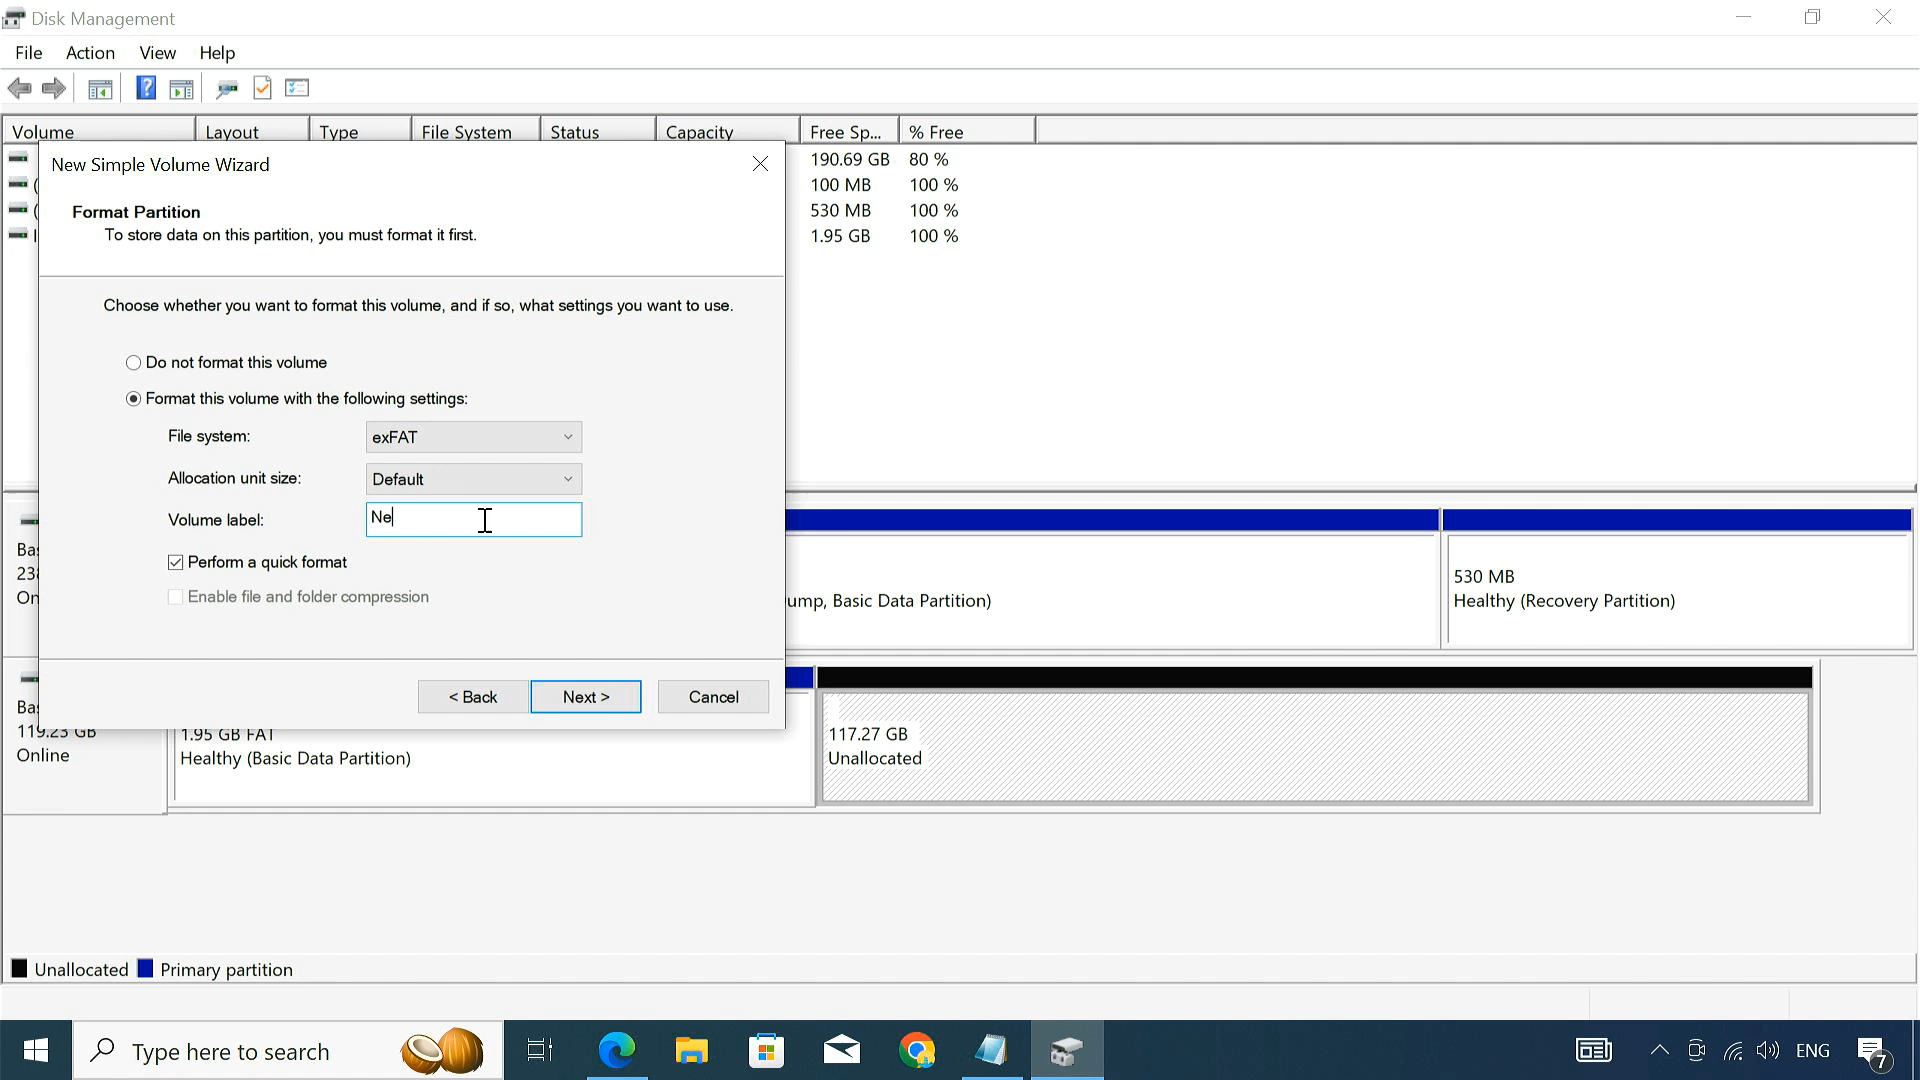 Disk Management
File Action View Help
Volume Layout Type File System Status Capacity Free Sp... % Free
190.69 GB 80 %
100 MB 100 %
530 MB 100 %
1.95 GB 100 %
New Simple Volume Wizard
Format Partition
To store data on this partition, you must format it first.
Choose whether you want to format this volume, and if so, what settings you want to use.
Do not format this volume
Format this volume with the following settings:
File system: exFAT
Allocation unit size: Default
Volume label: Ne
Perform a quick format
Enable file and folder compression
< Back Next > Cancel
Basic Data Partition)
530 MB
Healthy (Recovery Partition)
119.23 GB
Online
1.95 GB FAT
Healthy (Basic Data Partition)
117.27 GB
Unallocated
Unallocated Primary partition
Type here to search
ENG
7